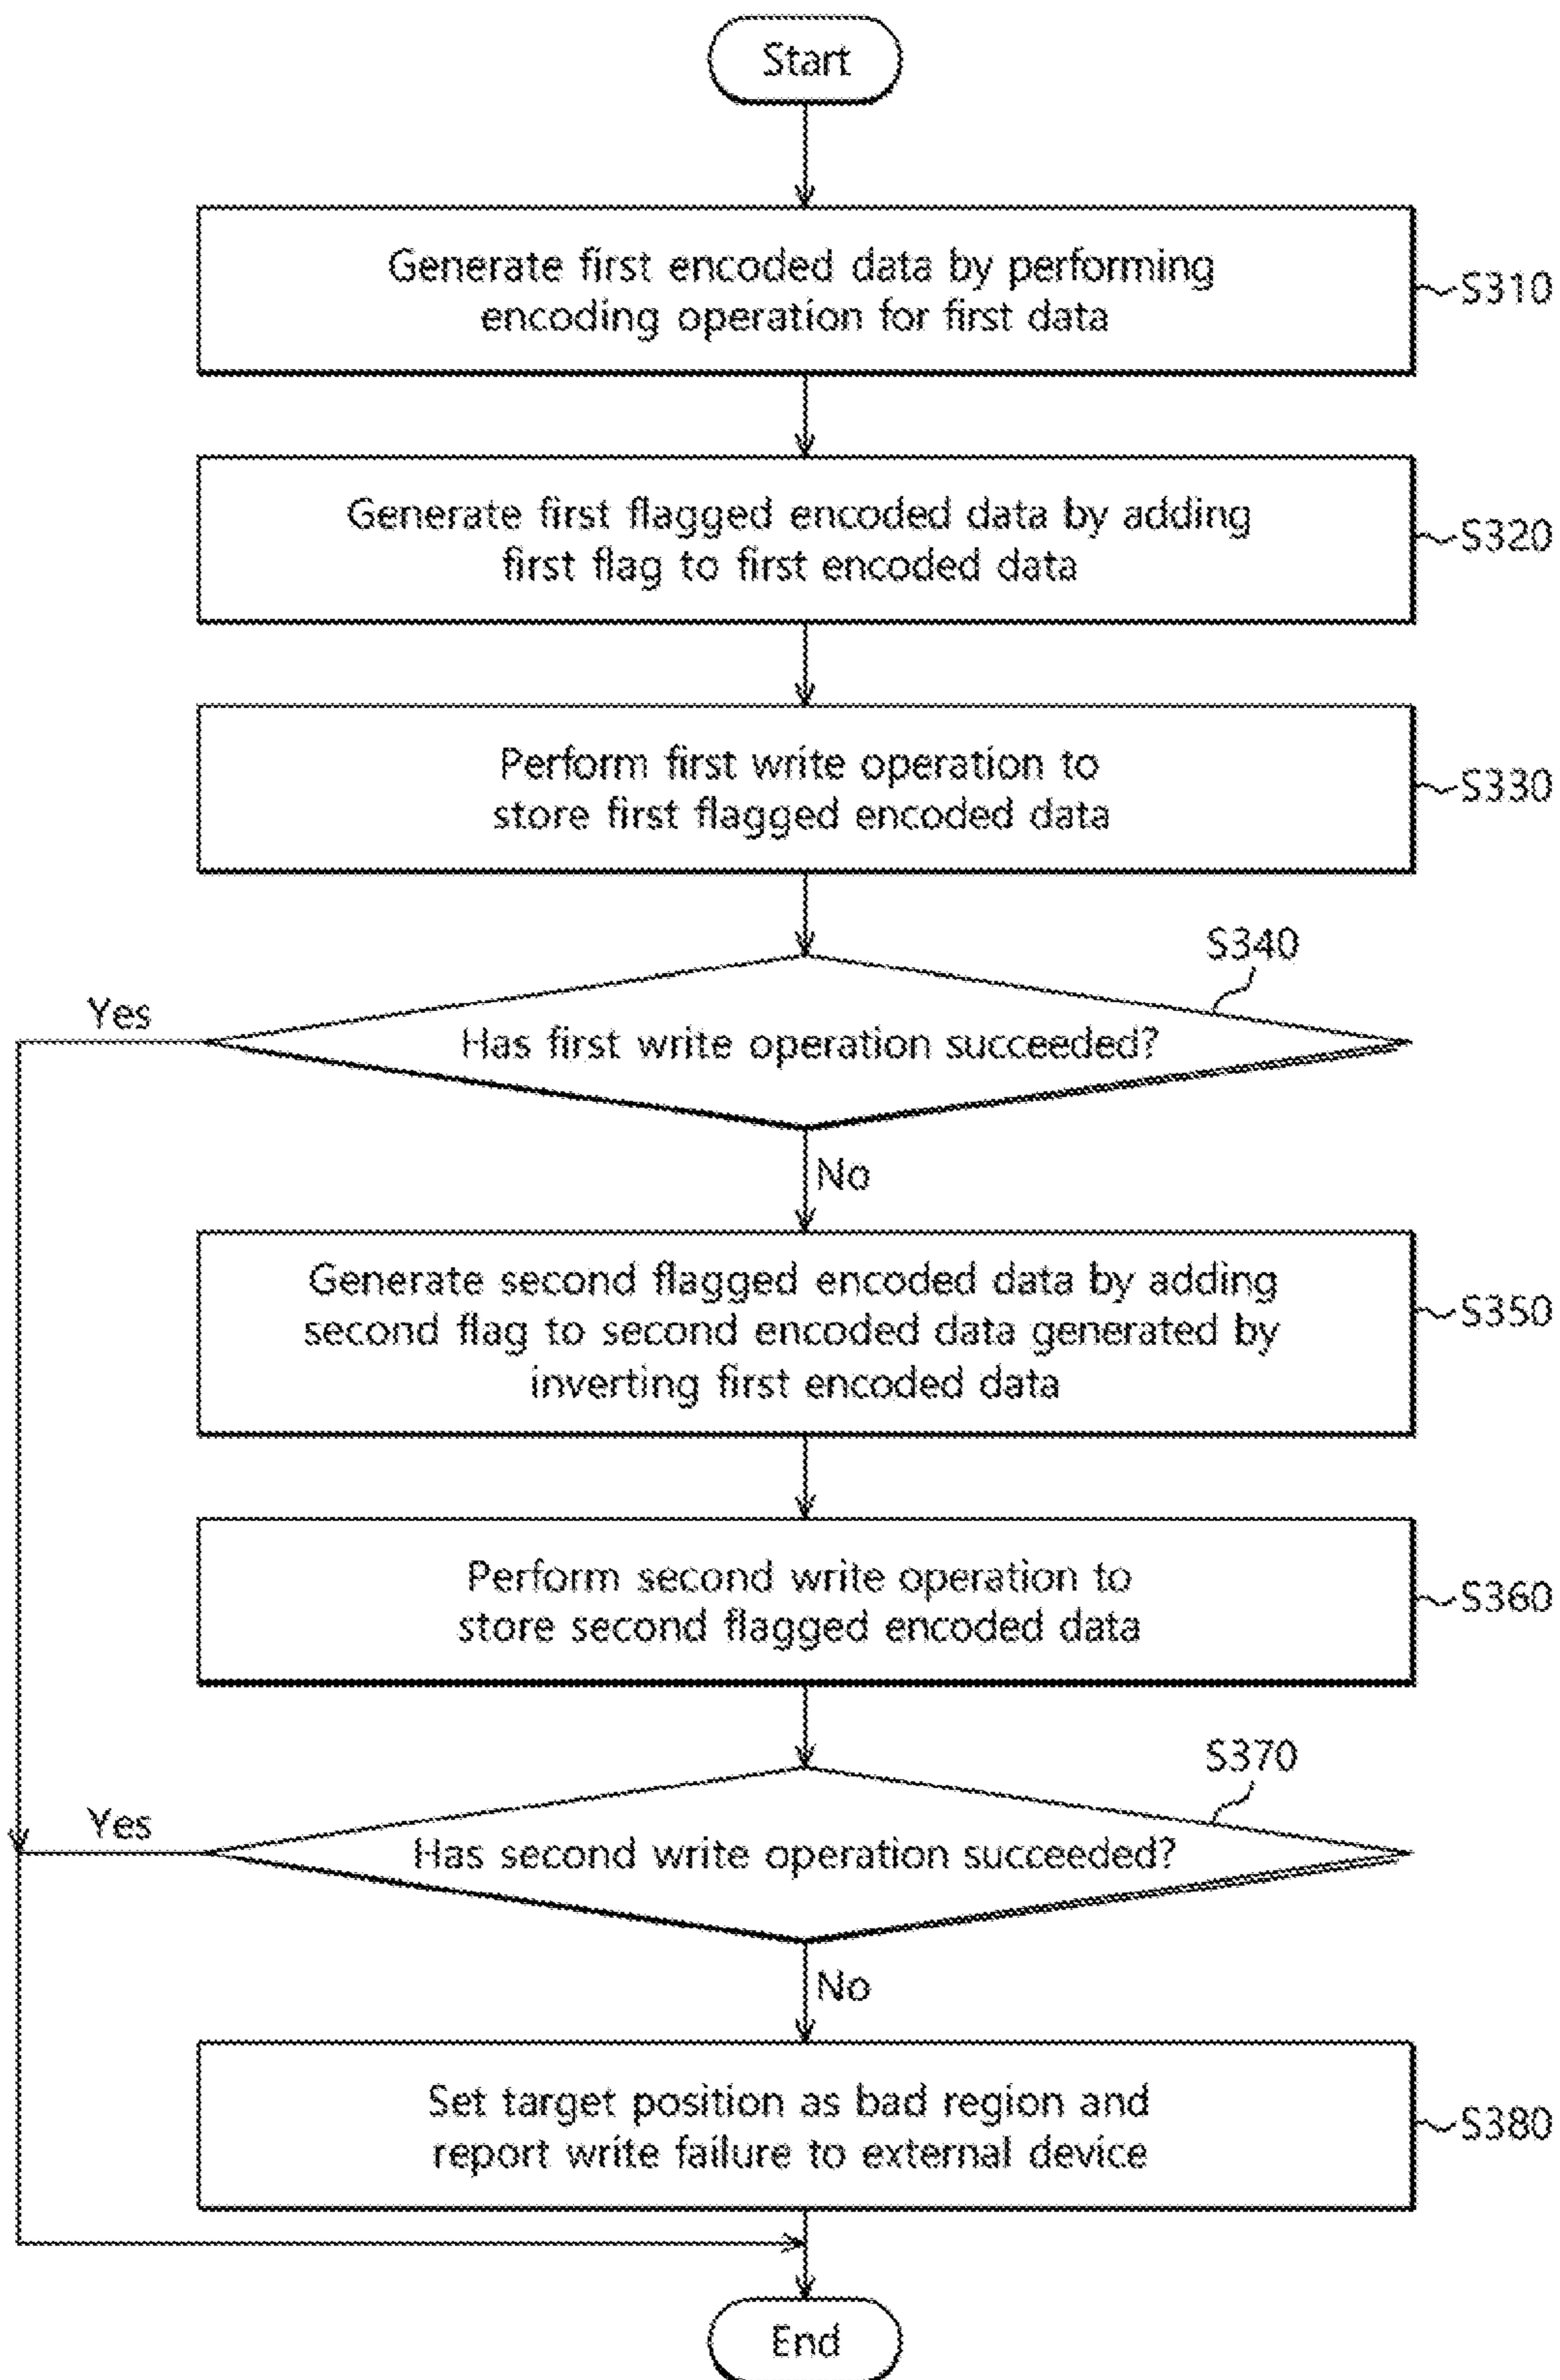 Start
Generate first encoded data by performing
encoding operation for first data
S310
Generate first flagged encoded data by adding
first flag to first encoded data
S320
Perform first write operation to
store first flagged encoded data
S330
S340
Yes
Has first write operation succeeded?
No
Generate second flagged encoded data by adding
second flag to second encoded data generated by
inverting first encoded data
S350
Perform second write operation to
store second flagged encoded data
S360
S370
Yes
Has second write operation succeeded?
No
Set target position as bad region and
report write failure to external device
S380
End